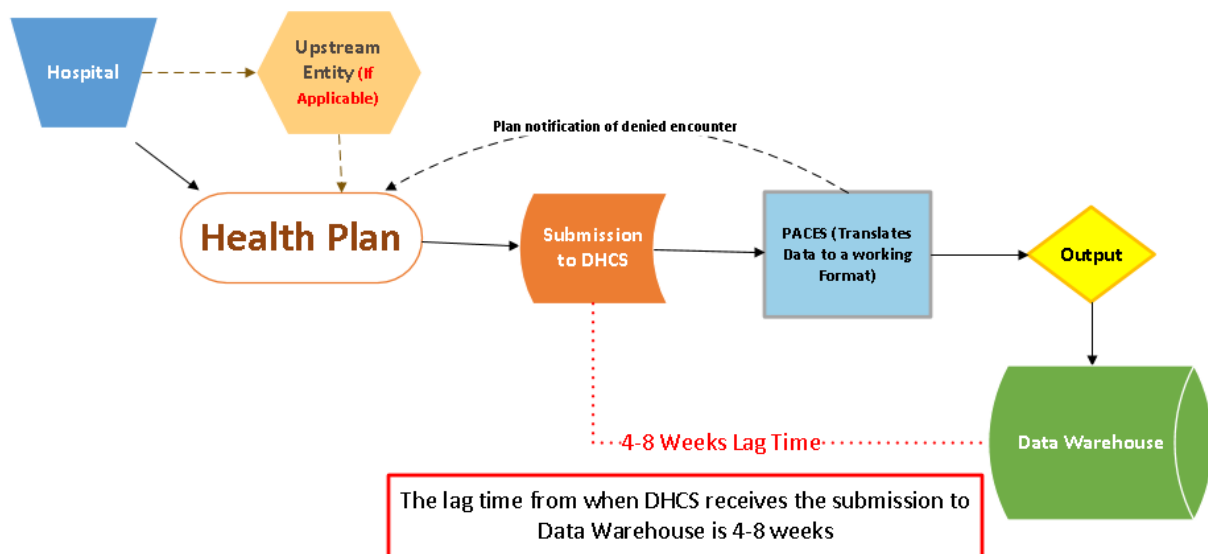 Hospital
Upstream
Entity (If
Applicable)
Plan notification of denied encounter
Health Plan
Submission
to DHCS
PACES (Translates
Data to a working
Format)
Output
4-8 Weeks Lag Time
Data Warehouse
The lag time from when DHCS receives the submission to
Data Warehouse is 4-8 weeks